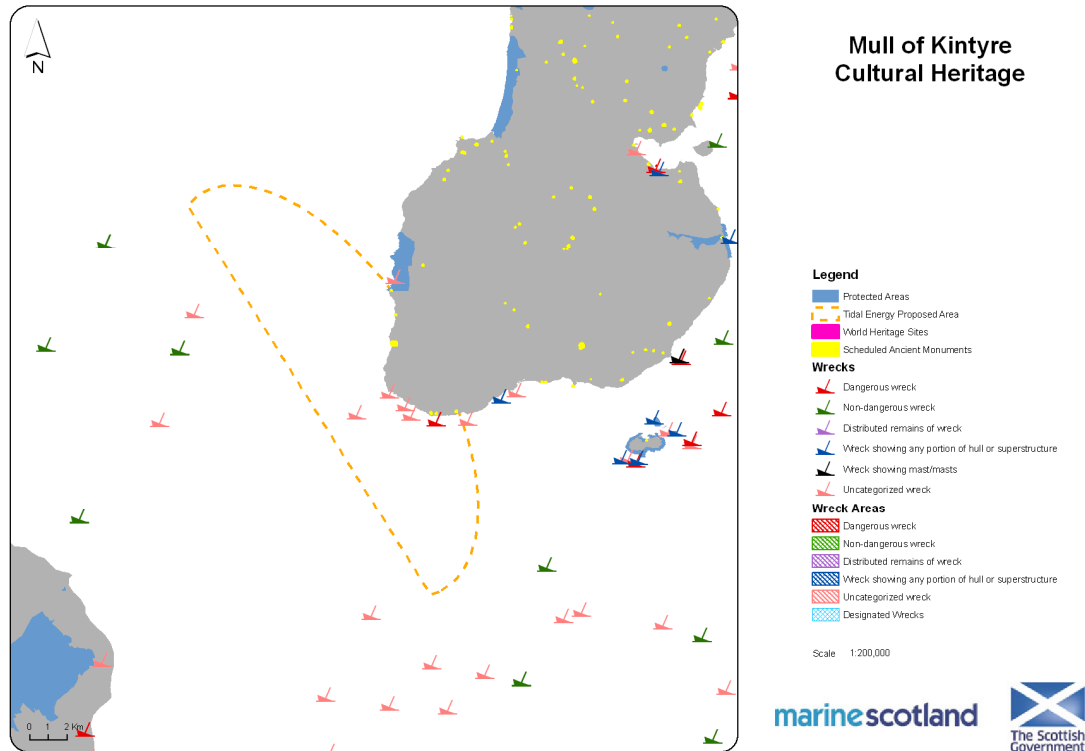 N
Mull of Kintyre
Cultural Heritage
Legend
Protected Areas
Tidal Energy Proposed Area
World Heritage Sites
Scheduled Ancient Monuments
Wrecks
Dangerous wreck
Non-dangerous wreck
Distributed remains of wreck
Wreck showing any portion of hull or superstructure
Wreck showing mast/masts
Uncategorized wreck
Wreck Areas
Dangerous wreck
Non-dangerous wreck
Distributed remains of wreck
Wreck showing any portion of hull or superstructure
Uncategorized wreck
Designated Wrecks
Scale 1:200,000
0 1 2 Km
marinescotland
The Scottish
Government